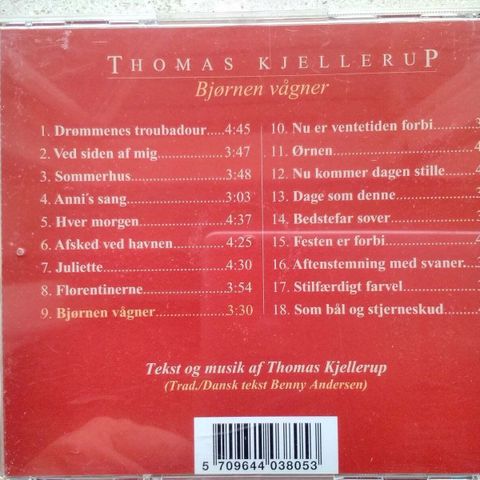 THOMAS KJELLERUP
Bjørnen vågner
1. Drømmenes troubadour.....4:45
2. Ved siden af mig.....3:47
3. Sommerhus.....3:48
4. Anni's sang.....3:03
5. Hver morgen.....4:37
6. Afsked ved havnen.....4:25
7. Juliette.....4:30
8. Florentinerne.....3:54
9. Bjørnen vågner.....3:30
10. Nu er ventetiden forbi.....
11. Ørnen.....
12. Nu kommer dagen stille.....
13. Dage som denne.....
14. Bedstefar sover.....
15. Festen er forbi.....
16. Aftenstemning med svaner.....
17. Stilfærdigt farvel.....
18. Som bål og stjerneskud.....
Tekst og musik af Thomas Kjellerup
(Trad./Dansk tekst Benny Andersen)
5 709644 038053